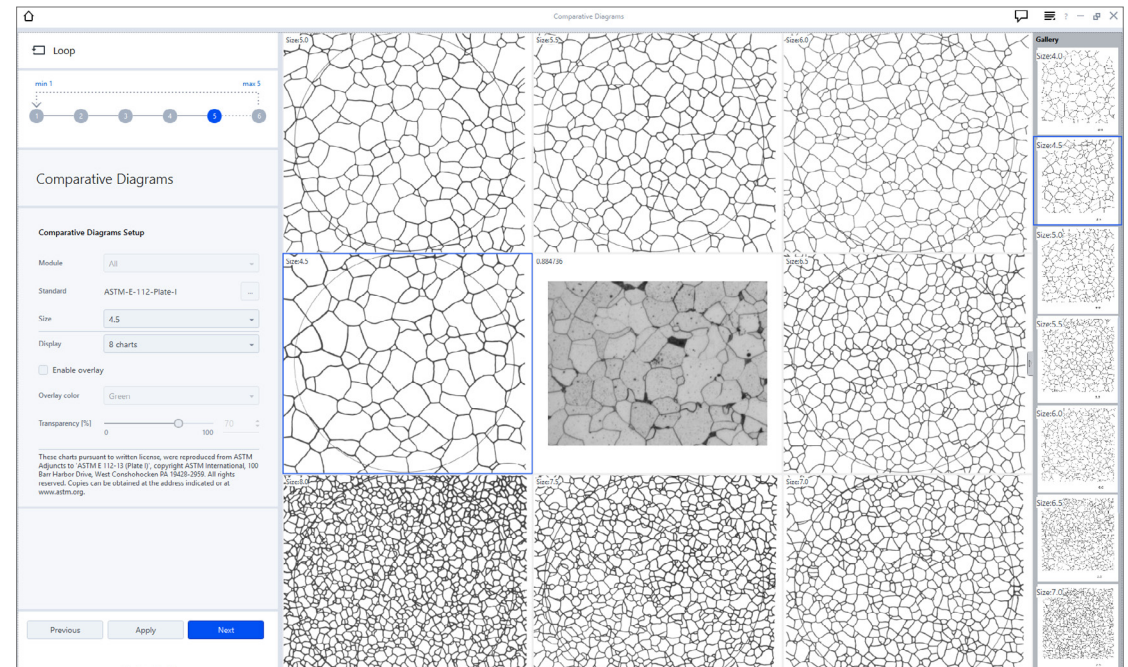 Comparative Diagrams
?
Loop
min 1
max 5
1 2 3 4 5 6
Comparative Diagrams
Comparative Diagrams Setup
Module
All
Standard
ASTM-E-112-Plate-I
...
Size
4.5
Display
8 charts
Enable overlay
Overlay color
Green
Transparency [%]
70
0
100
These charts pursuant to written license, were reproduced from ASTM
Adjuncts to 'ASTM E 112-13 (Plate I)', copyright ASTM International, 100
Barr Harbor Drive, West Conshohocken PA 19428-2959. All rights
reserved. Copies can be obtained at the address indicated or at
www.astm.org.
Previous
Apply
Next
Size:5.0
Size:5.5
Size:6.0
Size:4.5
0.884736
Size:6.5
Size:8.0
Size:7.5
Size:7.0
Gallery
Size:4.0
Size:4.5
Size:5.0
Size:5.5
Size:6.0
Size:6.5
Size:7.0